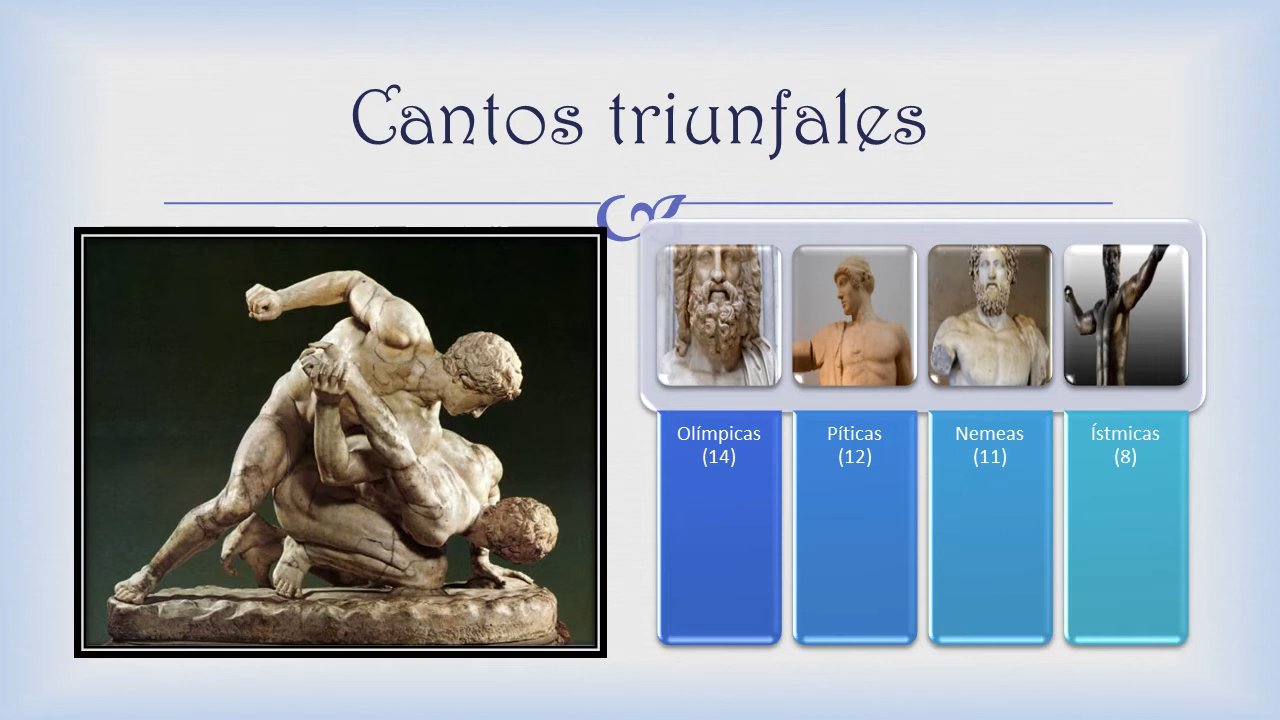 Cantos triunfales
Olímpicas
(14)
Píticas
(12)
Nemeas
(11)
Ístmicas
(8)